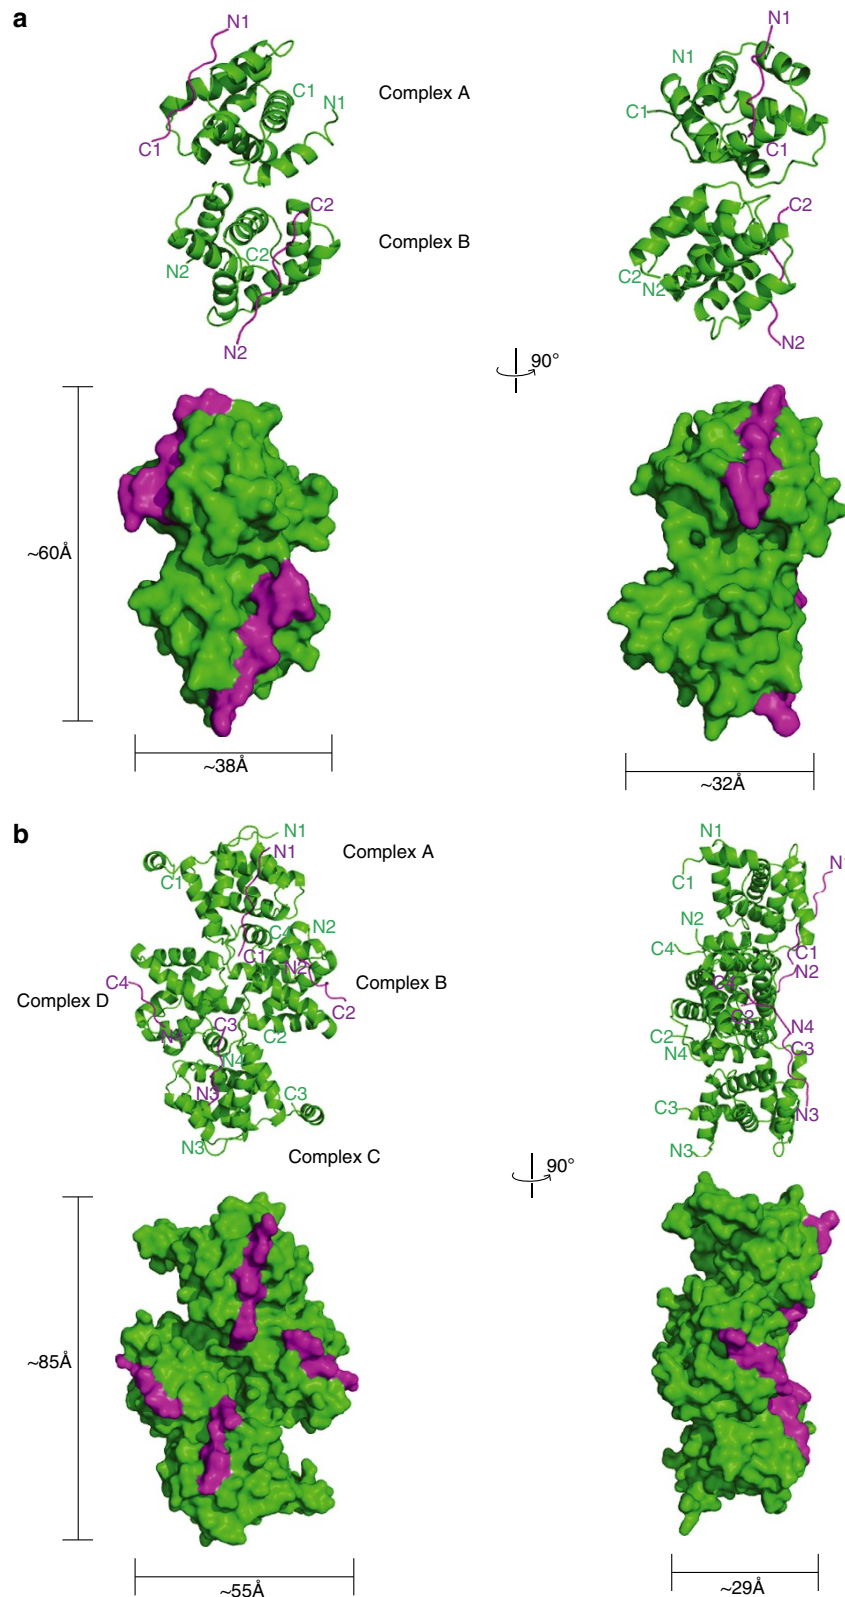 a
N1
C1
N1
C1
Complex A
C2
C2
N2
N2
Complex B
N1
N1
C1
C1
C2
C2
N2
N2
90°
~60Å
~38Å
~32Å
b
N1
N1
C1
Complex A
C4
N2
C1
N2
C4
Complex B
Complex D
C2
C3
N4
C2
N4
N3
C3
N3
Complex C
N1
C1
N
N2
C4
C1
N2
C4
C2
N4
C2
C3
N4
C3
N3
N3
90°
~85Å
~55Å
~29Å